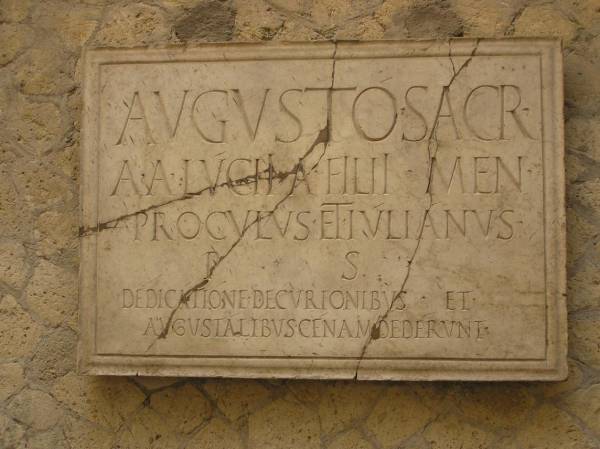 AVGVSTO·SACR·
A·A·LVCII·A·FILII·MEN
PROCVLVS·ET·IVLIANVS·
P · S·
DEDICATIONE·DECVRIONIBVS · ET
AVGVSTALIBVS·CENAM·DEDERVNT·